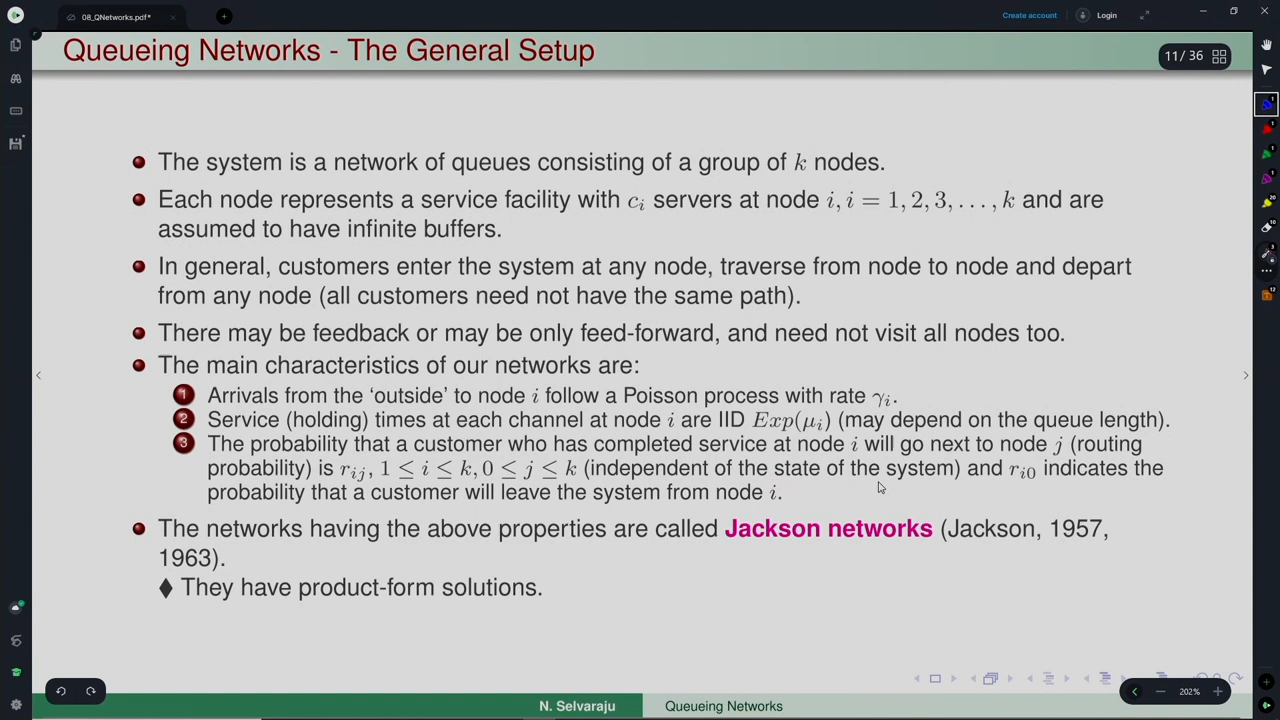 08_QNetworks.pdf*
Create account
Login
Queueing Networks - The General Setup
11/ 36
The system is a network of queues consisting of a group of k nodes.
Each node represents a service facility with cᵢ servers at node i, i = 1, 2, 3, . . . , k and are
assumed to have infinite buffers.
In general, customers enter the system at any node, traverse from node to node and depart
from any node (all customers need not have the same path).
There may be feedback or may be only feed-forward, and need not visit all nodes too.
The main characteristics of our networks are:
1 Arrivals from the ‘outside’ to node i follow a Poisson process with rate γᵢ.
2 Service (holding) times at each channel at node i are IID Exp(μᵢ) (may depend on the queue length).
3 The probability that a customer who has completed service at node i will go next to node j (routing
probability) is rᵢⱼ, 1 ≤ i ≤ k, 0 ≤ j ≤ k (independent of the state of the system) and rᵢ₀ indicates the
probability that a customer will leave the system from node i.
The networks having the above properties are called Jackson networks (Jackson, 1957,
1963).
♦ They have product-form solutions.
202%
N. Selvaraju
Queueing Networks